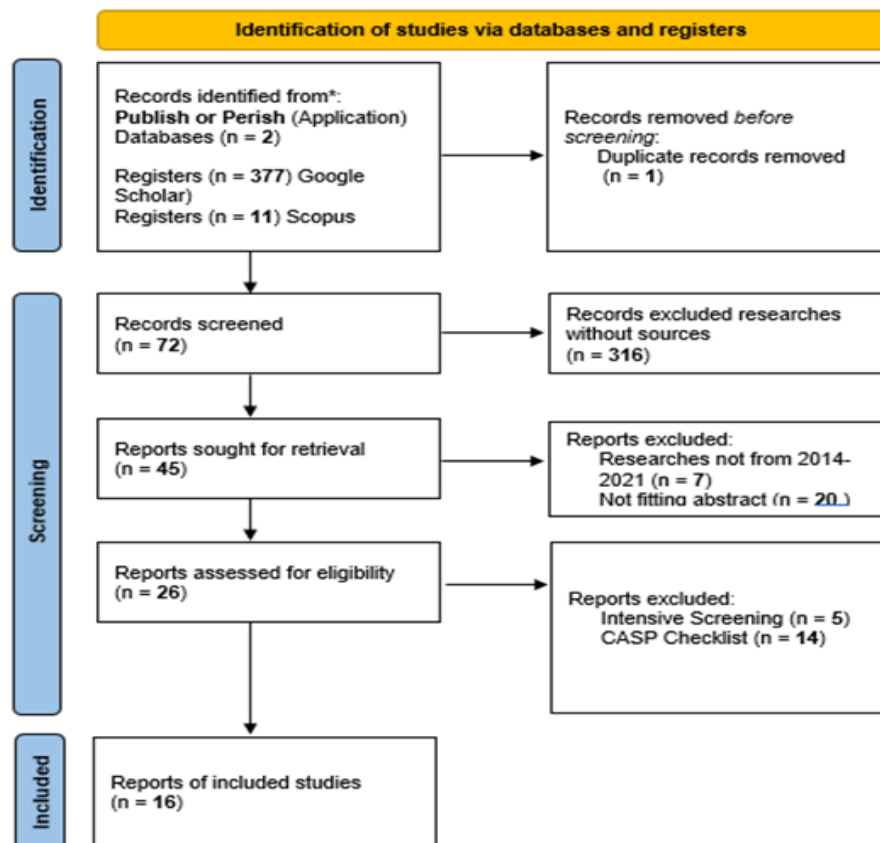 Identification of studies via databases and registers
Identification
Records identified from*:
Publish or Perish (Application)
Databases (n = 2)
Registers (n = 377) Google
Scholar)
Registers (n = 11) Scopus
Records removed before
screening:
Duplicate records removed
(n = 1)
Screening
Records screened
(n = 72)
Records excluded researches
without sources
(n = 316)
Reports sought for retrieval
(n = 45)
Reports excluded:
Researches not from 2014-
2021 (n = 7)
Not fitting abstract (n = 20 )
Reports assessed for eligibility
(n = 26)
Reports excluded:
Intensive Screening (n = 5)
CASP Checklist (n = 14)
Included
Reports of included studies
(n = 16)